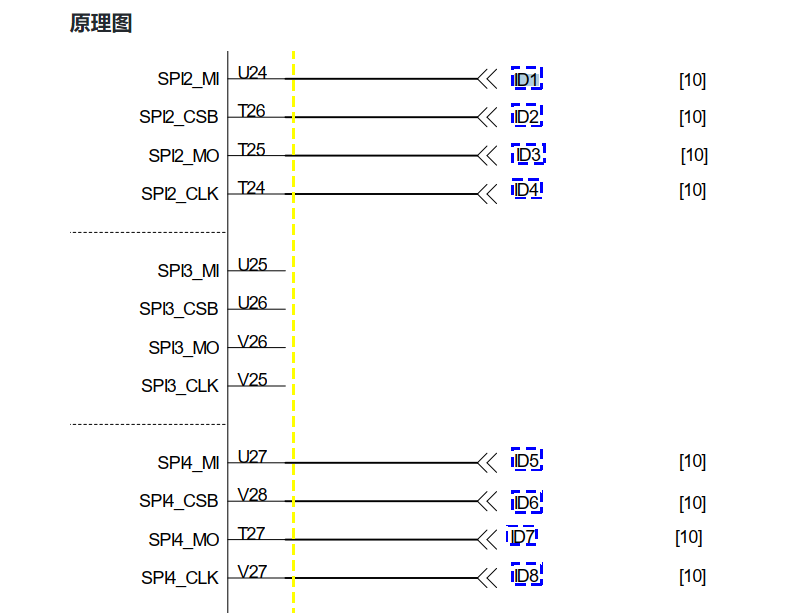 原理图
SPI2_MI U24 ID1 [10]
SPI2_CSB T26 ID2 [10]
SPI2_MO T25 ID3 [10]
SPI2_CLK T24 ID4 [10]
SPI3_MI U25
SPI3_CSB U26
SPI3_MO V26
SPI3_CLK V25
SPI4_MI U27 ID5 [10]
SPI4_CSB V28 ID6 [10]
SPI4_MO T27 ID7 [10]
SPI4_CLK V27 ID8 [10]